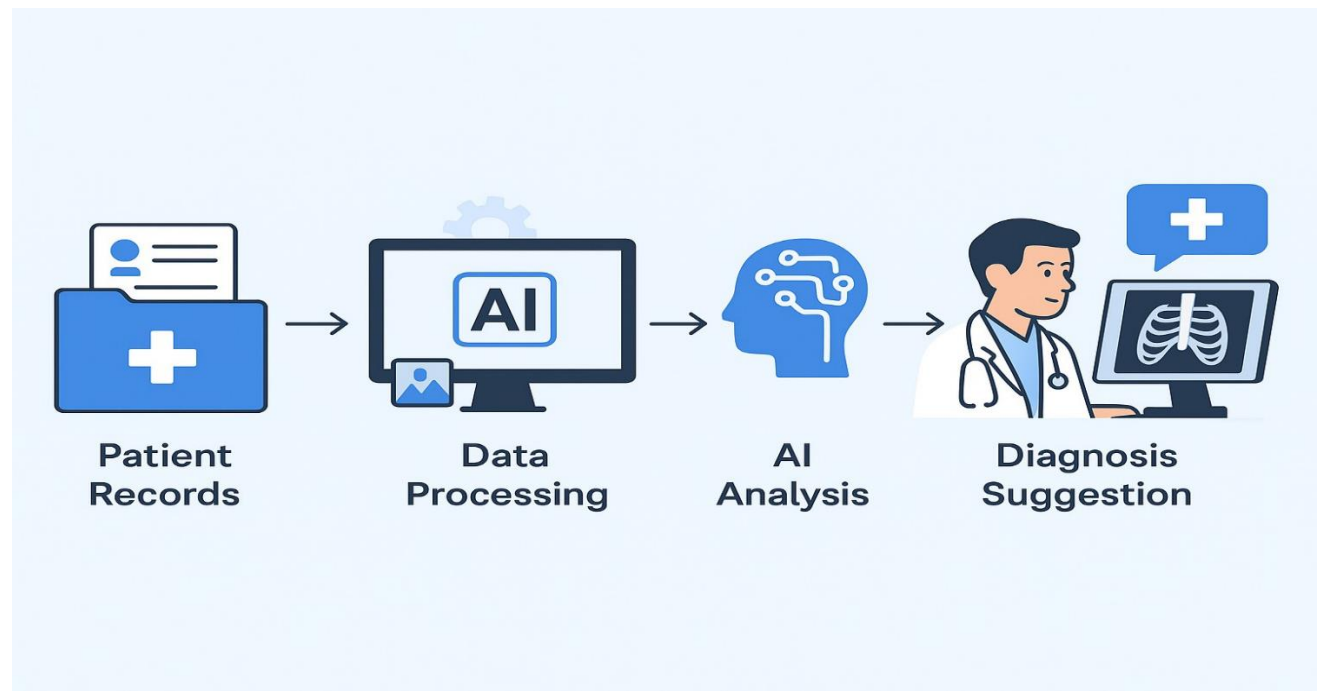 AI
Patient
Records
Data
Processing
AI
Analysis
Diagnosis
Suggestion